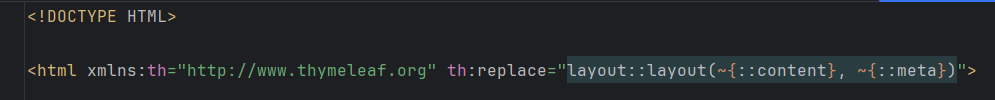 <!DOCTYPE HTML>
<html xmlns:th="http://www.thymeleaf.org" th:replace="layout::layout(~{::content}, ~{::meta})">